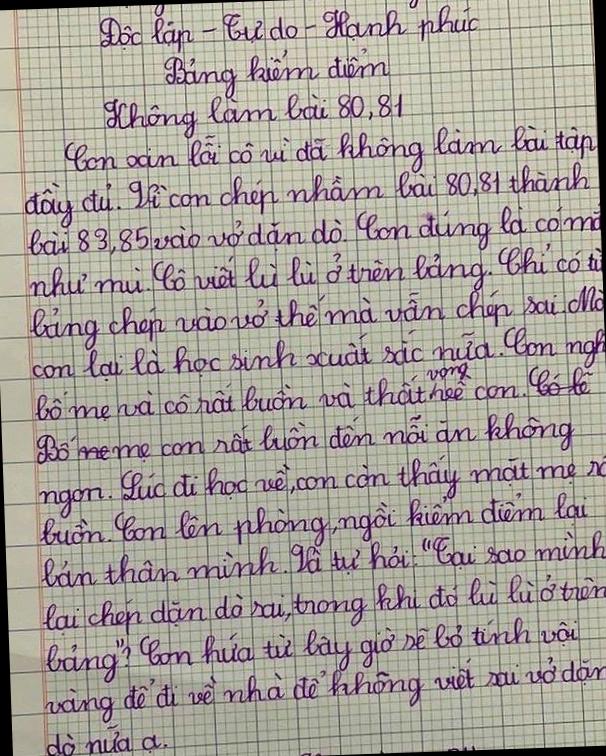 Độc lập - Tự do - Hạnh phúc
Bảng kiểm điểm
Không làm bài 80,81
Con xin lỗi cô vì đã không làm bài tập
đầy đủ. Vì con chép nhầm bài 80,81 thành
bài 83,85 vào vở dặn dò. Con đúng là có mắ
như mù. Cô viết lù lù ở trên bảng. Chỉ có từ
bảng chép vào vở thế mà vẫn chép sai. Mà
con lại là học sinh xuất sắc nữa. Con ngh
bố mẹ và cô rất buồn và thất vọng về con. Có lẽ
Bố me mẹ con rất buồn đến nỗi ăn không
ngon. Lúc đi học về, con còn thấy mặt mẹ r
buồn. Con lên phòng, ngồi kiểm điểm lại
bản thân mình. Và tự hỏi: "Tại sao mình
lại chép dặn dò sai, trong khi đó lù lù ở trên
bảng"? Con hứa từ bây giờ sẽ bỏ tính vội
vàng để đi về nhà để không viết sai vở dặn
dò nữa ạ.